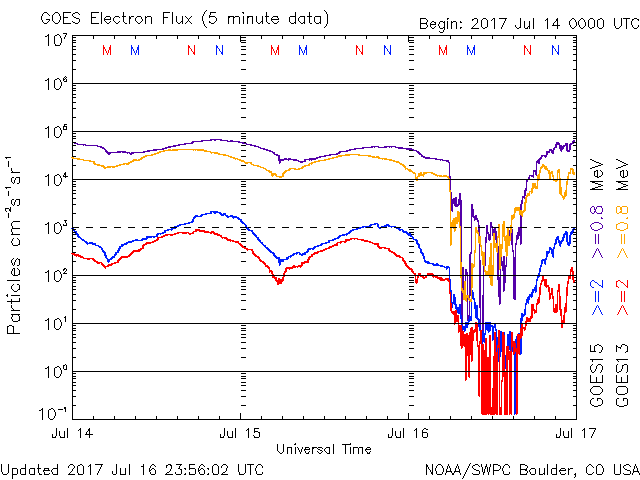 GOES Electron Flux (5 minute data)
Begin: 2017 Jul 14 0000 UTC
M M N N M M N N M M N N
10⁷
10⁶
10⁵
10⁴
10³
10²
10¹
10⁰
10⁻¹
Particles cm⁻²s⁻¹sr⁻¹
Jul 14 Jul 15 Jul 16 Jul 17
Universal Time
GOES15 >=2 >=0.8 MeV
GOES13 >=2 >=0.8 MeV
Updated 2017 Jul 16 23:56:02 UTC
NOAA/SWPC Boulder, CO USA